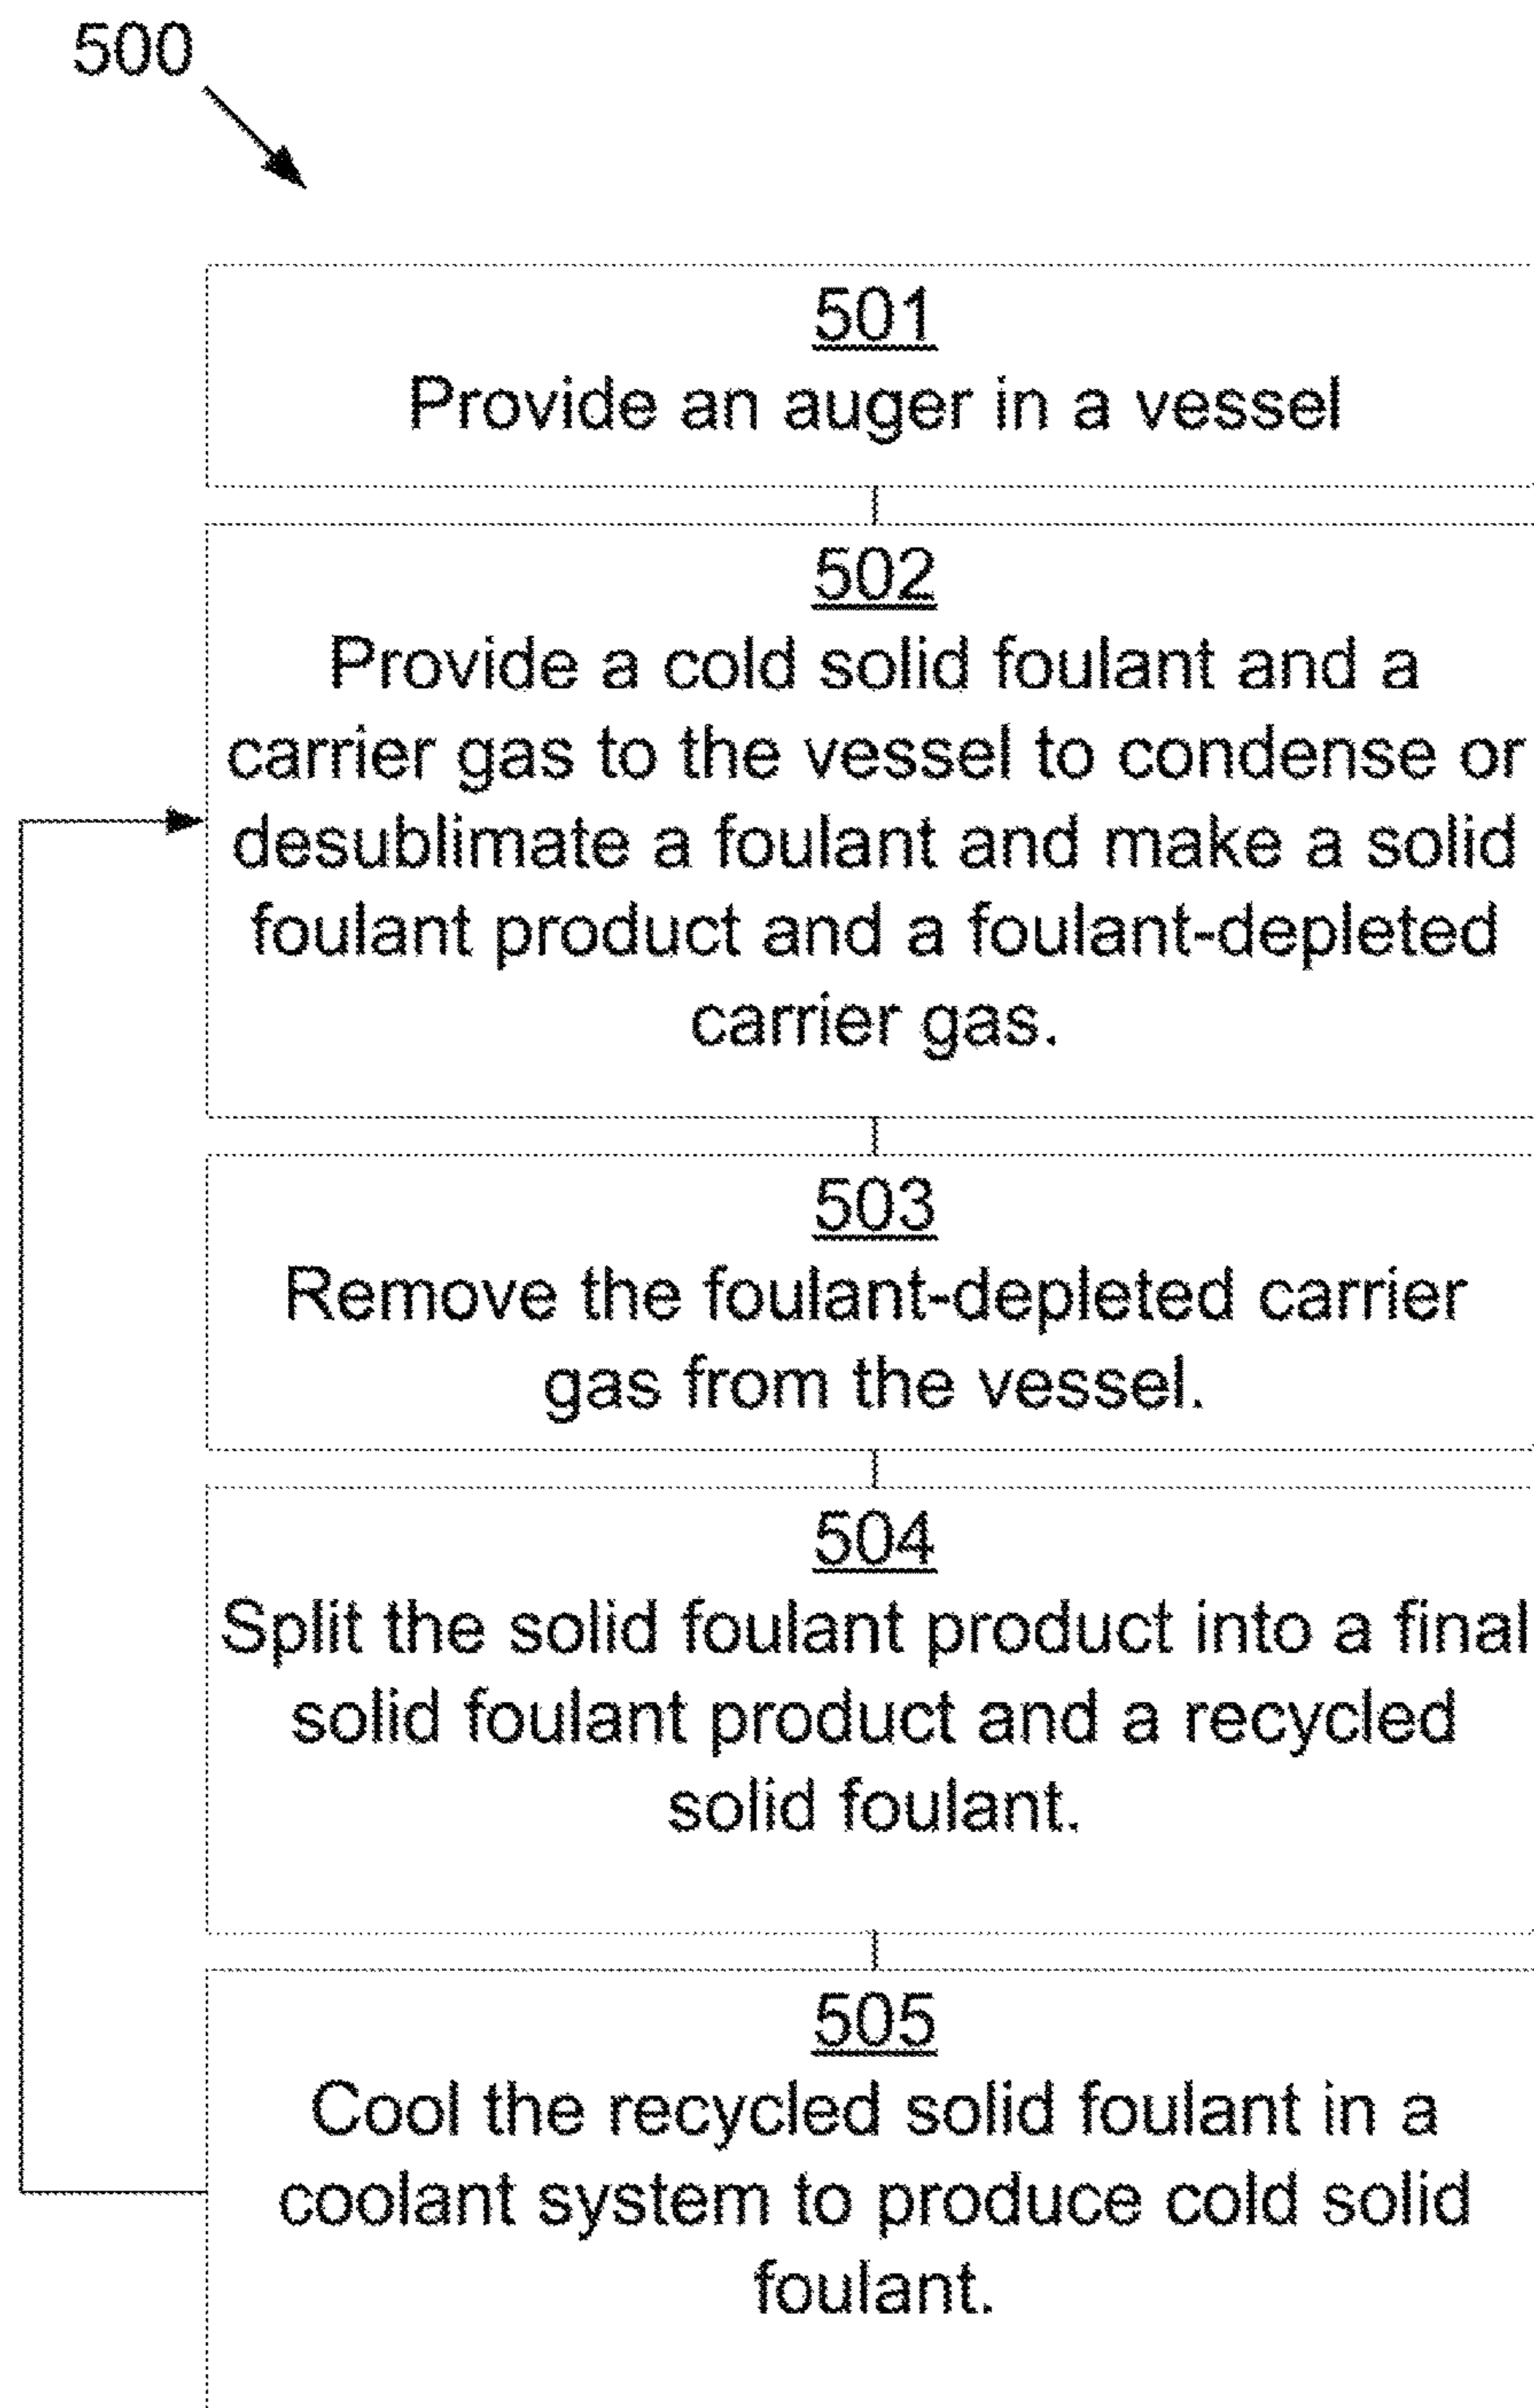 500
501
Provide an auger in a vessel
502
Provide a cold solid foulant and a
carrier gas to the vessel to condense or
desublimate a foulant and make a solid
foulant product and a foulant-depleted
carrier gas.
503
Remove the foulant-depleted carrier
gas from the vessel.
504
Split the solid foulant product into a final
solid foulant product and a recycled
solid foulant.
505
Cool the recycled solid foulant in a
coolant system to produce cold solid
foulant.